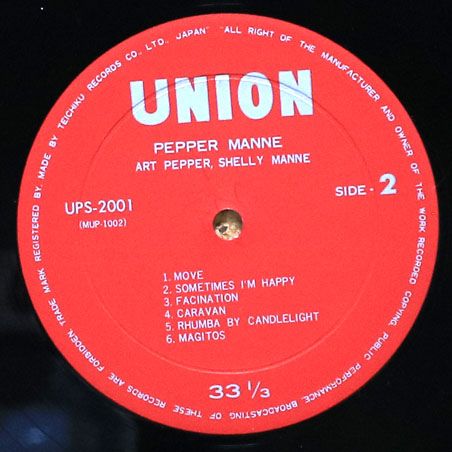 UNION
PEPPER MANNE
ART PEPPER, SHELLY MANNE
SIDE - 2
UPS-2001
(MUP-1002)
1. MOVE
2. SOMETIMES I'M HAPPY
3. FACINATION
4. CARAVAN
5. RHUMBA BY CANDLELIGHT
6. MAGITOS
33 1/3
TRADE MARK REGISTERED BY. MADE BY TEICHIKU RECORDS CO., LTD., JAPAN" "ALL RIGHT OF THE MANUFACTURER AND OWNER OF THE WORK RECORDED COPYING, PUBLIC PERFORMANCE, BROADCASTING OF THESE RECORDS ARE FORBIDDEN